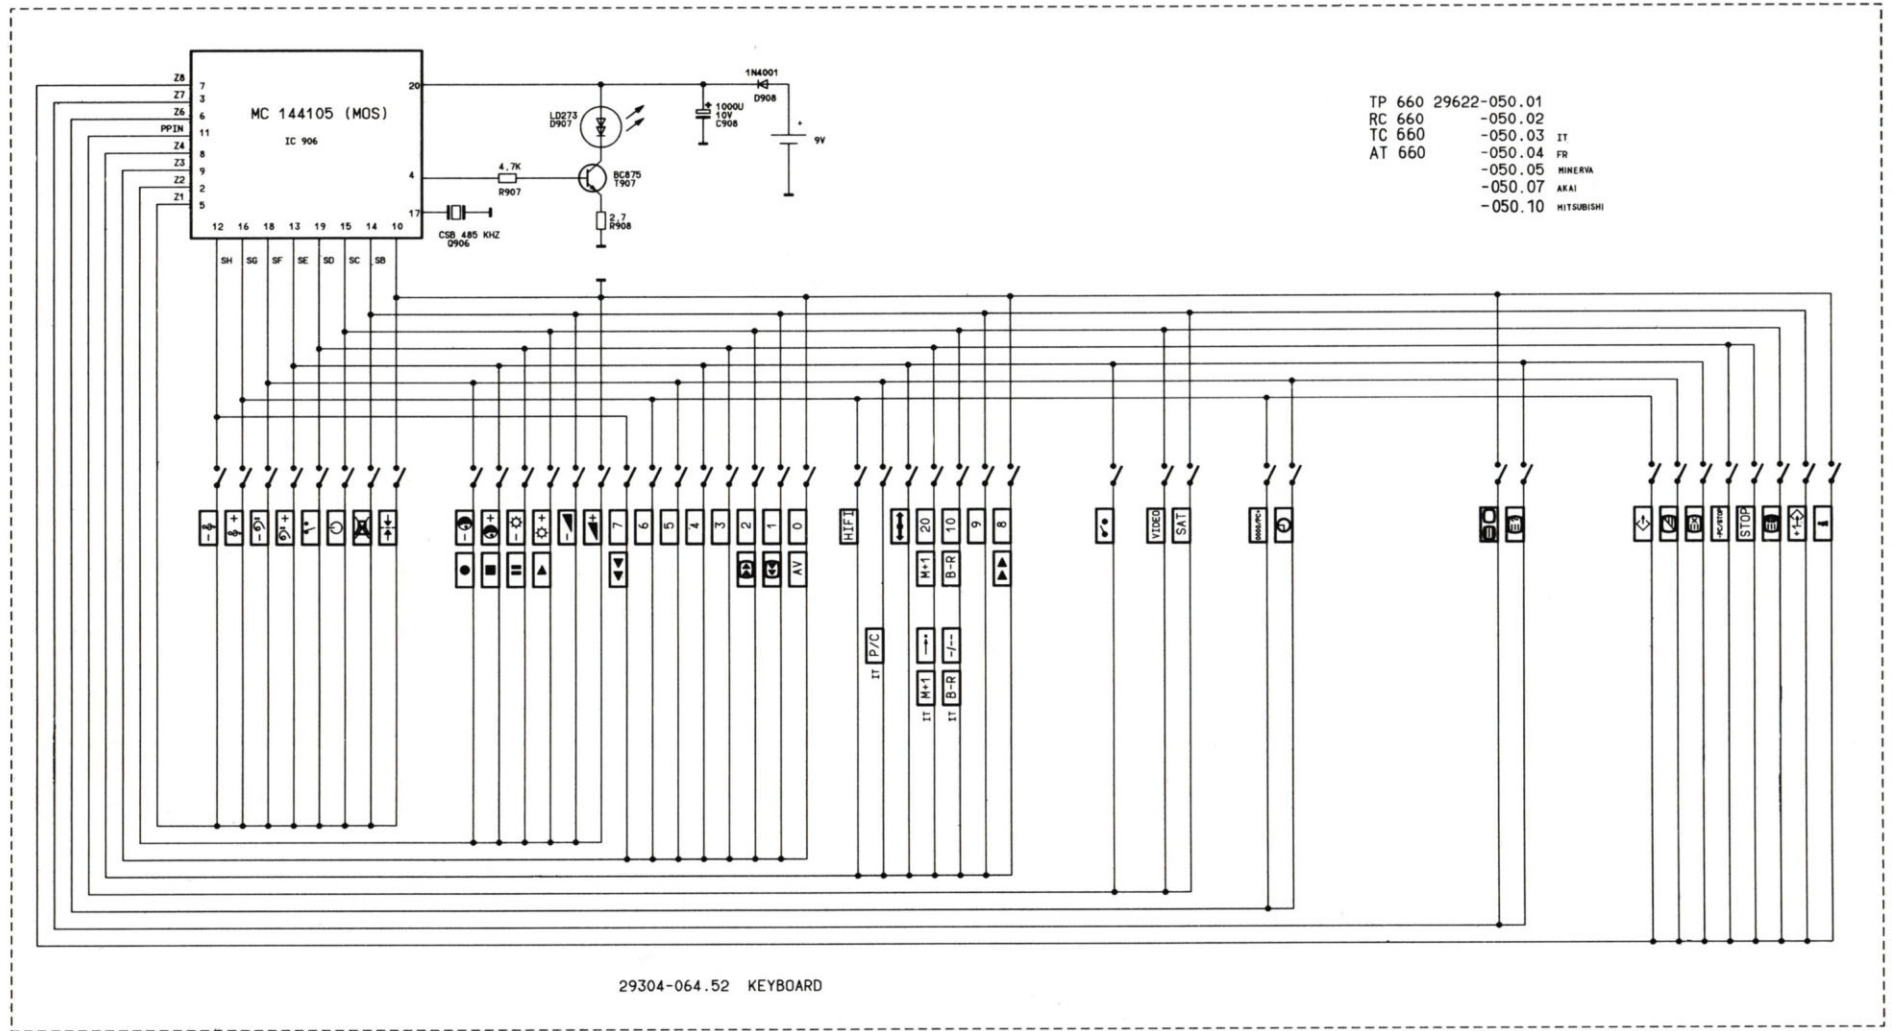 Z8
Z7
Z6
PPIN
Z4
Z3
Z2
Z1
7
3
6
11
8
9
2
5
MC 144105 (MOS)
IC 906
20
4
17
12 16 18 13 19 15 14 10
SH SG SF SE SD SC SB
LD273
D907
4.7K
R907
BC875
T907
2.7
R908
CSB 485 KHZ
Q906
1N4001
D908
+
1000U
10V
C908
+
9V
TP 660 29622-050.01
RC 660 -050.02
TC 660 -050.03 IT
AT 660 -050.04 FR
-050.05 MINERVA
-050.07 AKAI
-050.10 MITSUBISHI
7 6 5 4 3 2 1 0
AV
HIFI
20 10 9 8
M+1 B-R
P/C
IT
-/--
M+1 B-R
IT IT
VIDEO SAT
STOP
29304-064.52 KEYBOARD